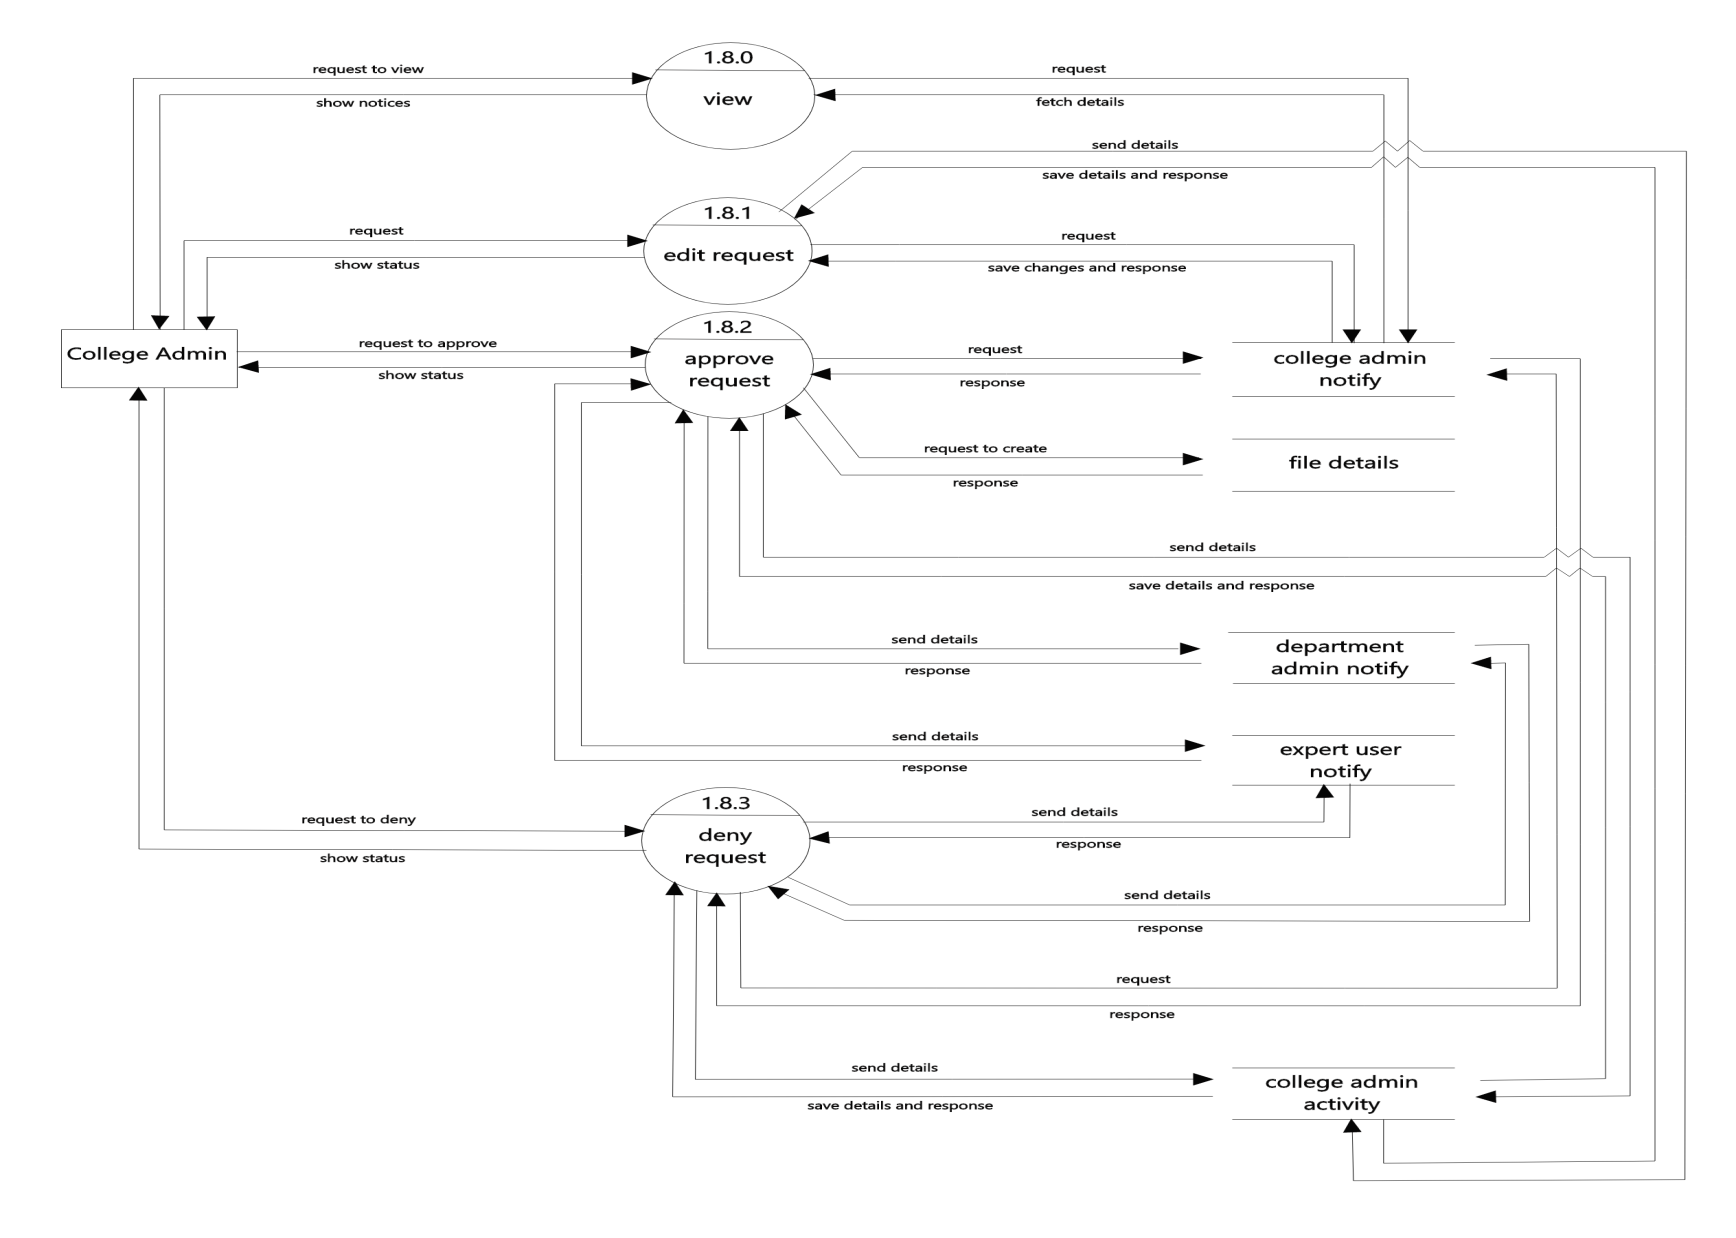 1.8.0
request to view
request
view
show notices
fetch details
send details
save details and response
1.8.1
request
request
edit request
show status
save changes and response
1.8.2
College Admin
request to approve
approve
request
show status
request
response
college admin
notify
request to create
response
file details
send details
save details and response
send details
response
department
admin notify
send details
response
expert user
notify
1.8.3
request to deny
deny
request
show status
send details
response
send details
response
request
response
send details
save details and response
college admin
activity